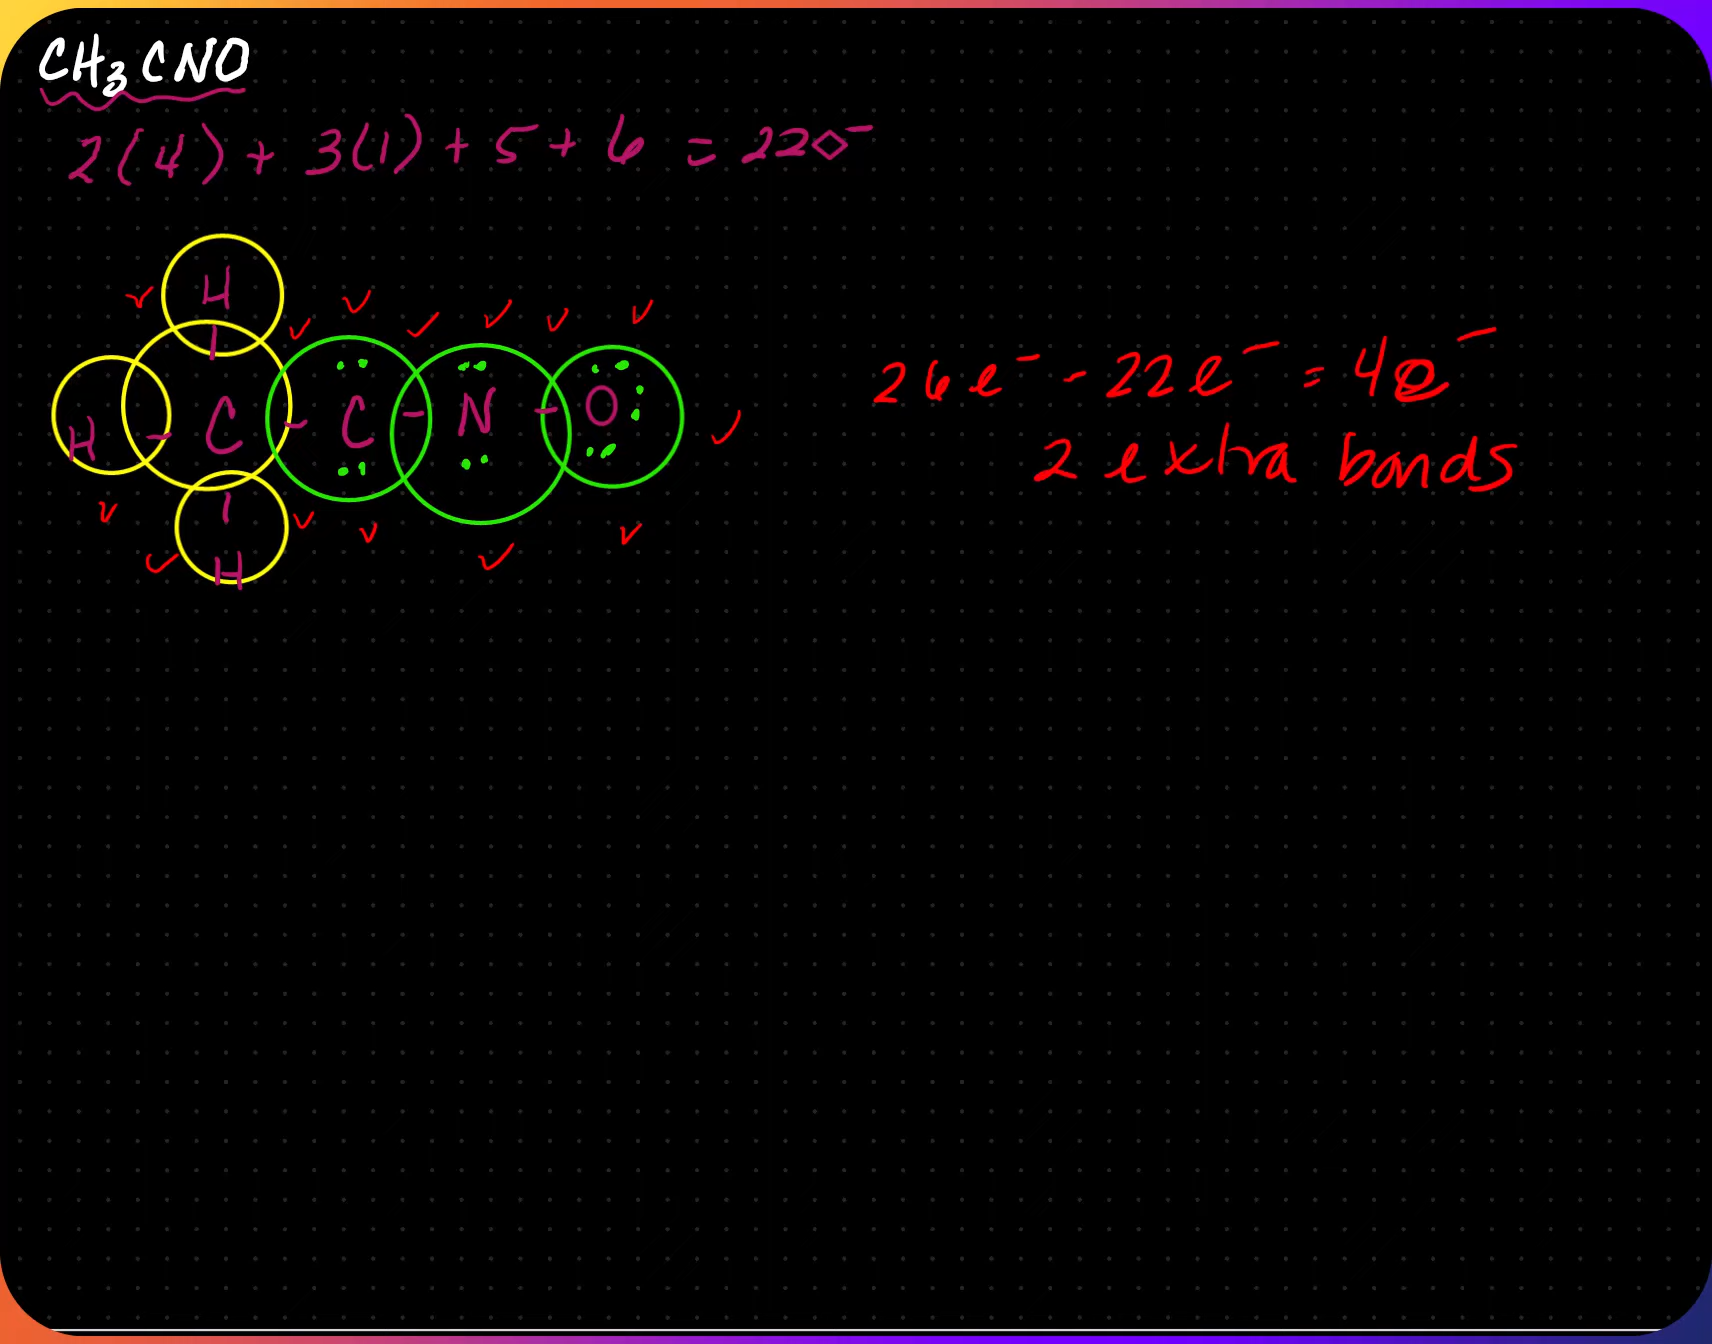 CH₃CNO
2(4) + 3(1) + 5 + 6 = 22e⁻
H
H - C - C - N - O
H
26e⁻ - 22e⁻ = 4e⁻
2 extra bonds